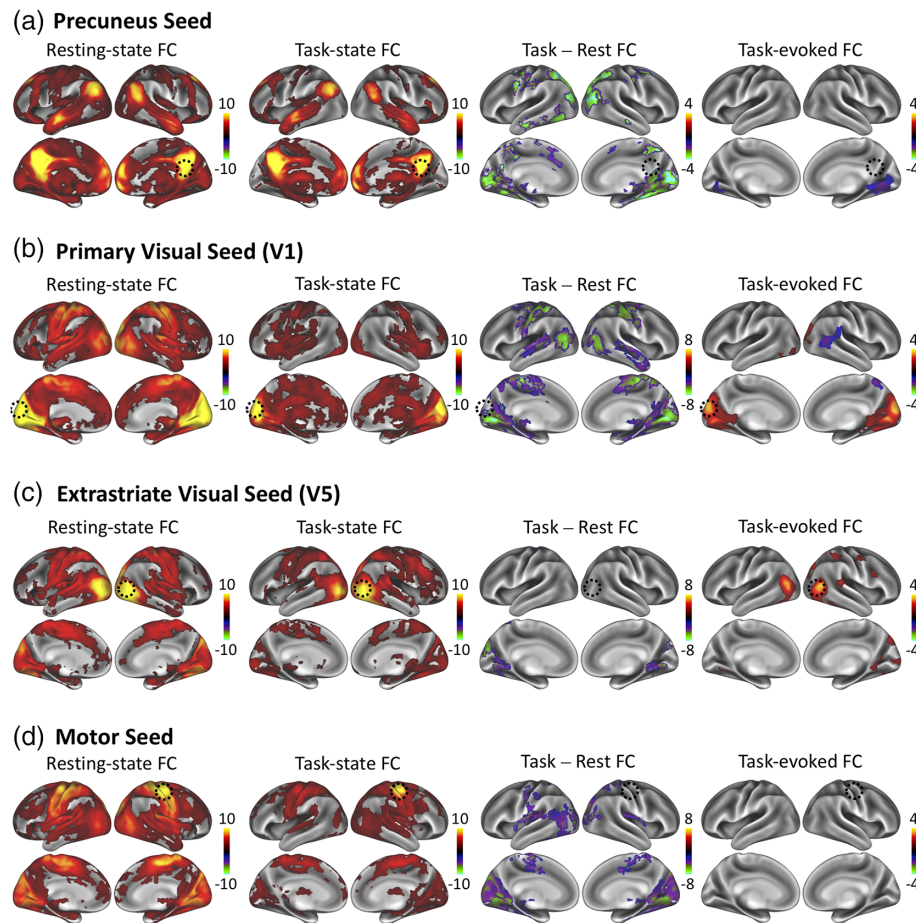 (a) Precuneus Seed
Resting-state FC Task-state FC Task – Rest FC Task-evoked FC
10 10 4 4
-10 -10 -4 -4
(b) Primary Visual Seed (V1)
Resting-state FC Task-state FC Task – Rest FC Task-evoked FC
10 10 8 4
-10 -10 -8 -4
(c) Extrastriate Visual Seed (V5)
Resting-state FC Task-state FC Task – Rest FC Task-evoked FC
10 10 8 4
-10 -10 -8 -4
(d) Motor Seed
Resting-state FC Task-state FC Task – Rest FC Task-evoked FC
10 10 8 4
-10 -10 -8 -4